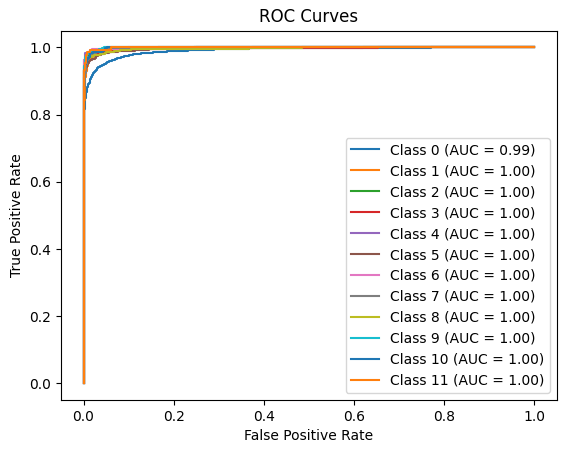 ROC Curves
True Positive Rate
1.0
0.8
0.6
0.4
0.2
0.0
Class 0 (AUC = 0.99)
Class 1 (AUC = 1.00)
Class 2 (AUC = 1.00)
Class 3 (AUC = 1.00)
Class 4 (AUC = 1.00)
Class 5 (AUC = 1.00)
Class 6 (AUC = 1.00)
Class 7 (AUC = 1.00)
Class 8 (AUC = 1.00)
Class 9 (AUC = 1.00)
Class 10 (AUC = 1.00)
Class 11 (AUC = 1.00)
0.0 0.2 0.4 0.6 0.8 1.0
False Positive Rate